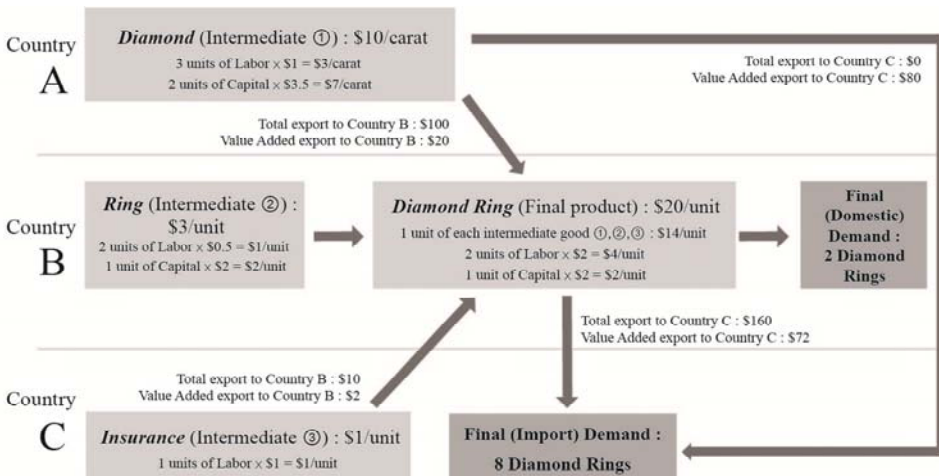 Country
A
Diamond (Intermediate ①) : $10/carat
3 units of Labor x $1 = $3/carat
2 units of Capital x $3.5 = $7/carat
Total export to Country C : $0
Value Added export to Country C : $80
Total export to Country B : $100
Value Added export to Country B : $20
Country
B
Ring (Intermediate ②) :
$3/unit
2 units of Labor x $0.5 = $1/unit
1 unit of Capital x $2 = $2/unit
Diamond Ring (Final product) : $20/unit
1 unit of each intermediate good ①,②,③ : $14/unit
2 units of Labor x $2 = $4/unit
1 unit of Capital x $2 = $2/unit
Final
(Domestic)
Demand :
2 Diamond
Rings
Total export to Country C : $160
Value Added export to Country C : $72
Country
C
Total export to Country B : $10
Value Added export to Country B : $2
Insurance (Intermediate ③) : $1/unit
1 units of Labor x $1 = $1/unit
Final (Import) Demand :
8 Diamond Rings